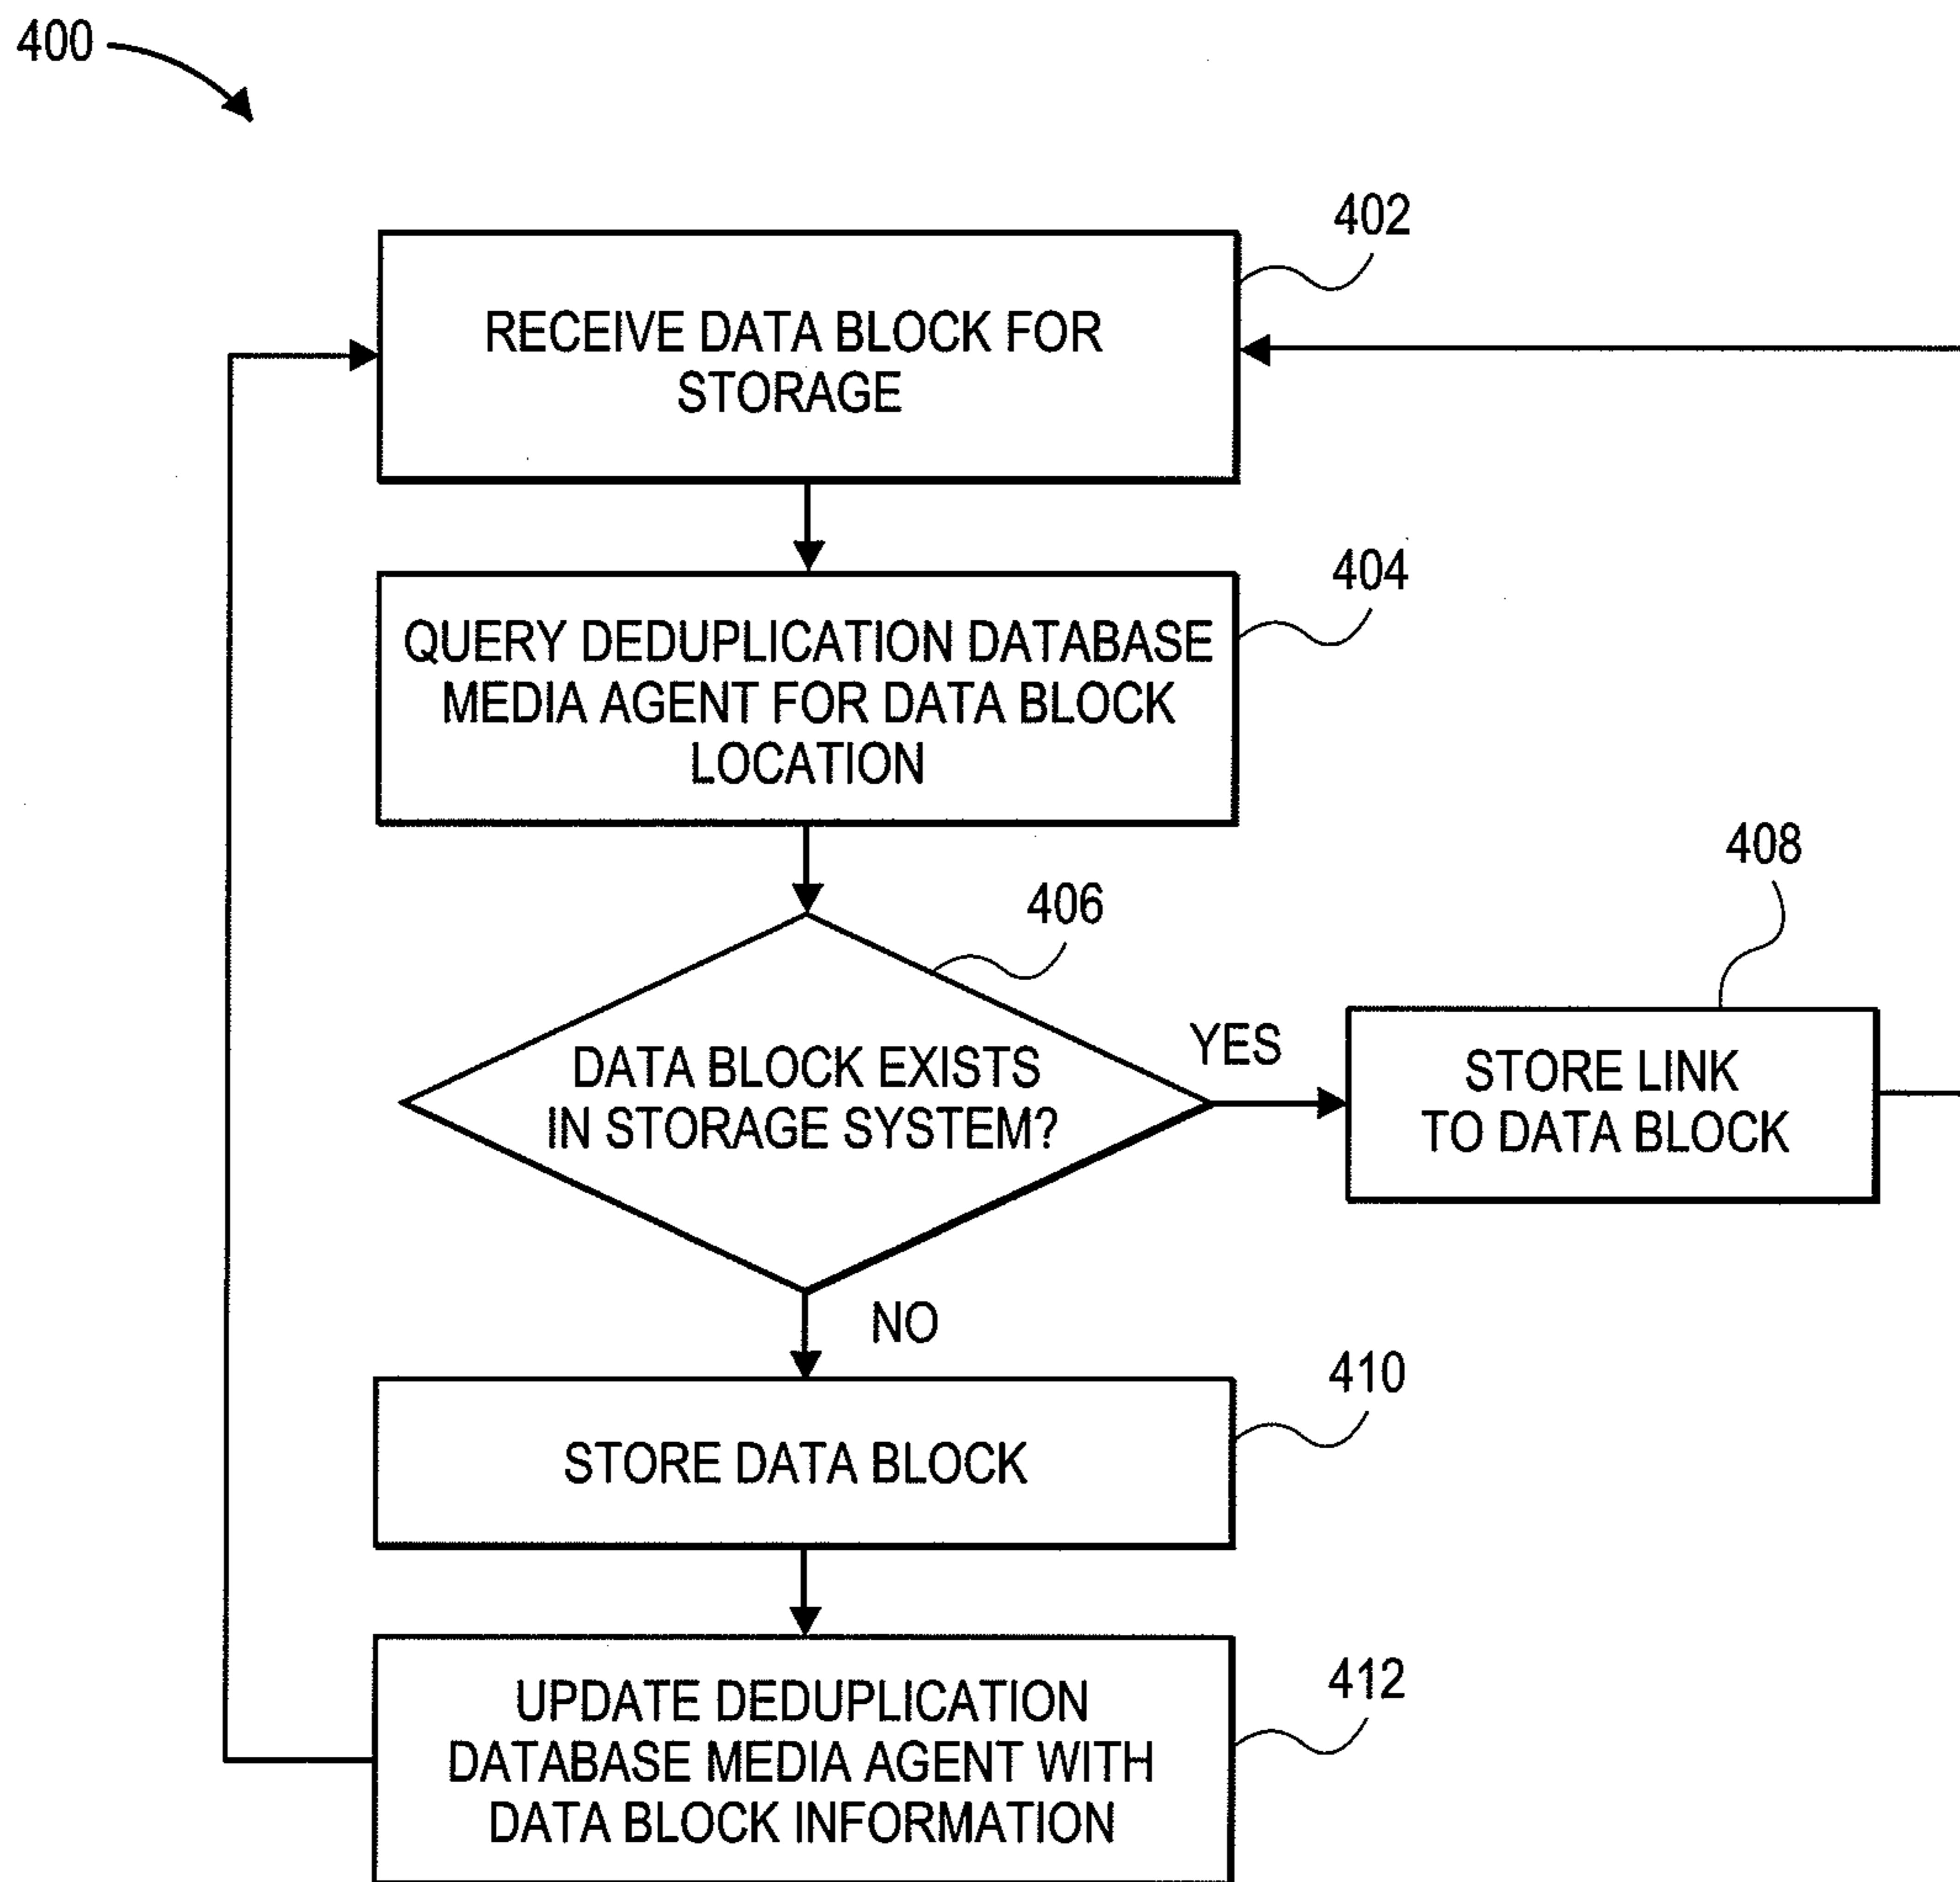 400
402
RECEIVE DATA BLOCK FOR
STORAGE
404
QUERY DEDUPLICATION DATABASE
MEDIA AGENT FOR DATA BLOCK
LOCATION
406
408
DATA BLOCK EXISTS
IN STORAGE SYSTEM?
YES
STORE LINK
TO DATA BLOCK
NO
410
STORE DATA BLOCK
412
UPDATE DEDUPLICATION
DATABASE MEDIA AGENT WITH
DATA BLOCK INFORMATION